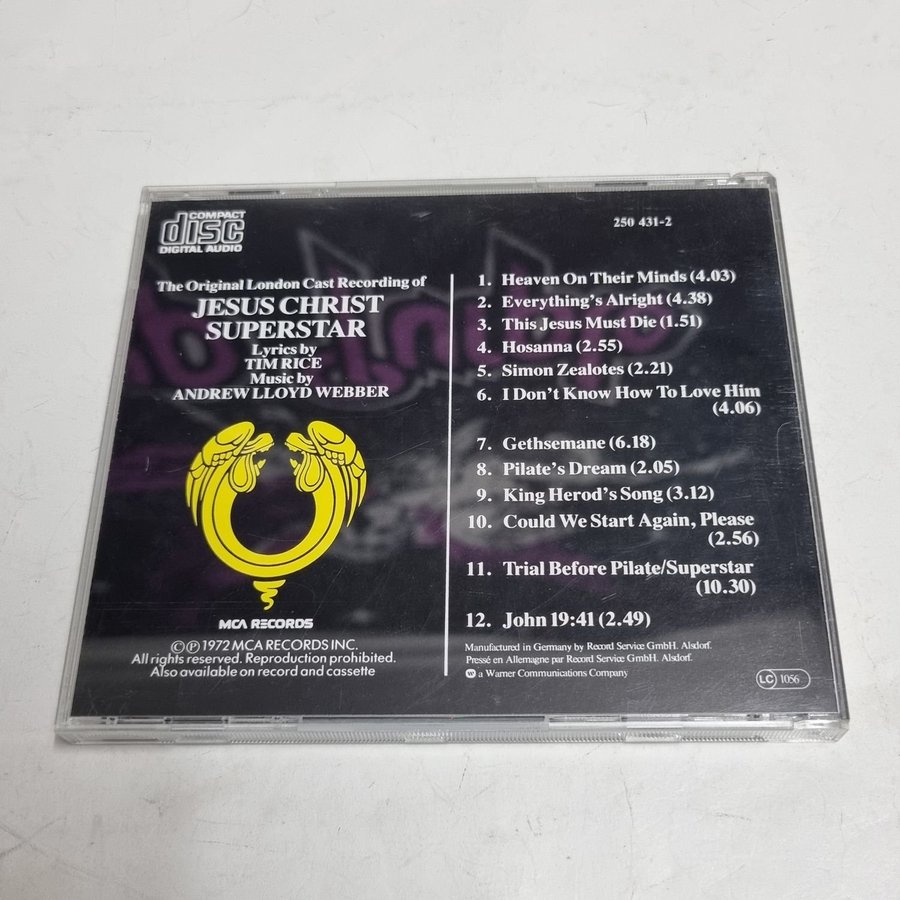 COMPACT
disc
DIGITAL AUDIO
250 431-2
The Original London Cast Recording of
JESUS CHRIST
SUPERSTAR
Lyrics by
TIM RICE
Music by
ANDREW LLOYD WEBBER
MCA RECORDS
©℗1972 MCA RECORDS INC.
All rights reserved. Reproduction prohibited.
Also available on record and cassette
1. Heaven On Their Minds (4.03)
2. Everything's Alright (4.38)
3. This Jesus Must Die (1.51)
4. Hosanna (2.55)
5. Simon Zealotes (2.21)
6. I Don't Know How To Love Him
(4.06)
7. Gethsemane (6.18)
8. Pilate's Dream (2.05)
9. King Herod's Song (3.12)
10. Could We Start Again, Please
(2.56)
11. Trial Before Pilate/Superstar
(10.30)
12. John 19:41 (2.49)
Manufactured in Germany by Record Service GmbH. Alsdorf.
Pressé en Allemagne par Record Service GmbH. Alsdorf.
a Warner Communications Company
LC 1056